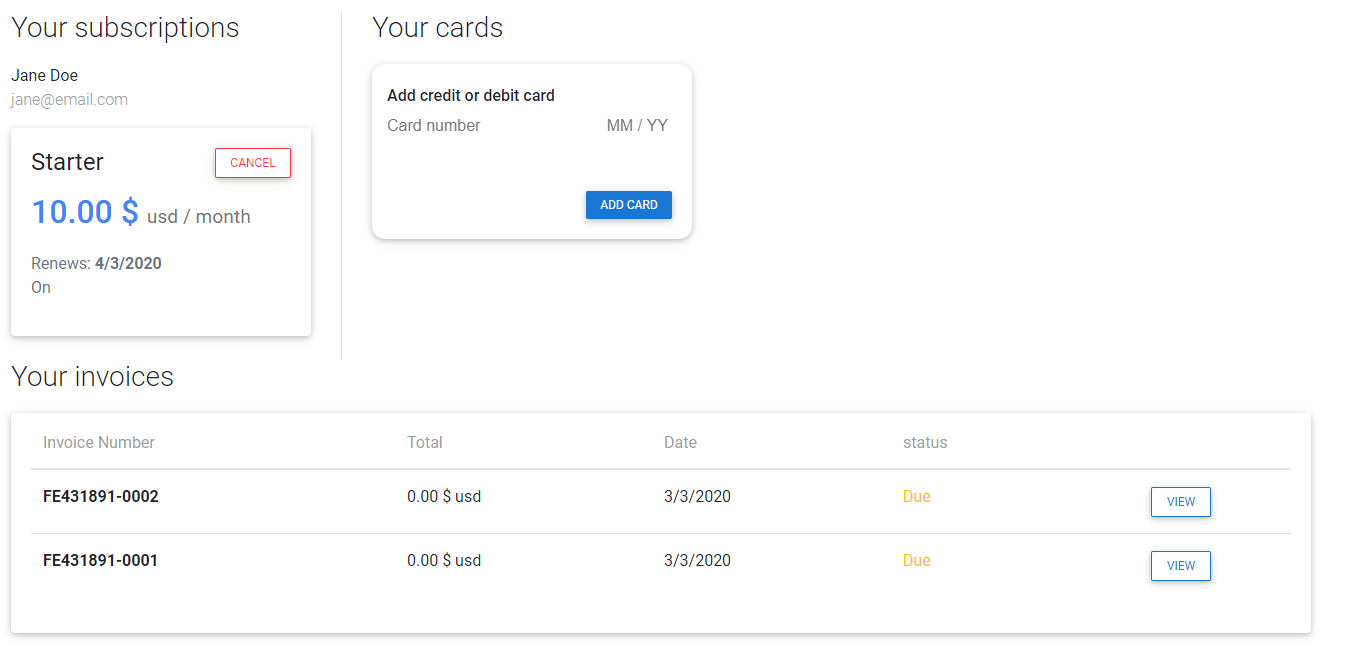 Your subscriptions
Jane Doe
jane@email.com
Starter
CANCEL
10.00 $ usd / month
Renews: 4/3/2020
On
Your cards
Add credit or debit card
Card number MM / YY
ADD CARD
Your invoices
Invoice Number Total Date status
FE431891-0002 0.00 $ usd 3/3/2020 Due VIEW
FE431891-0001 0.00 $ usd 3/3/2020 Due VIEW